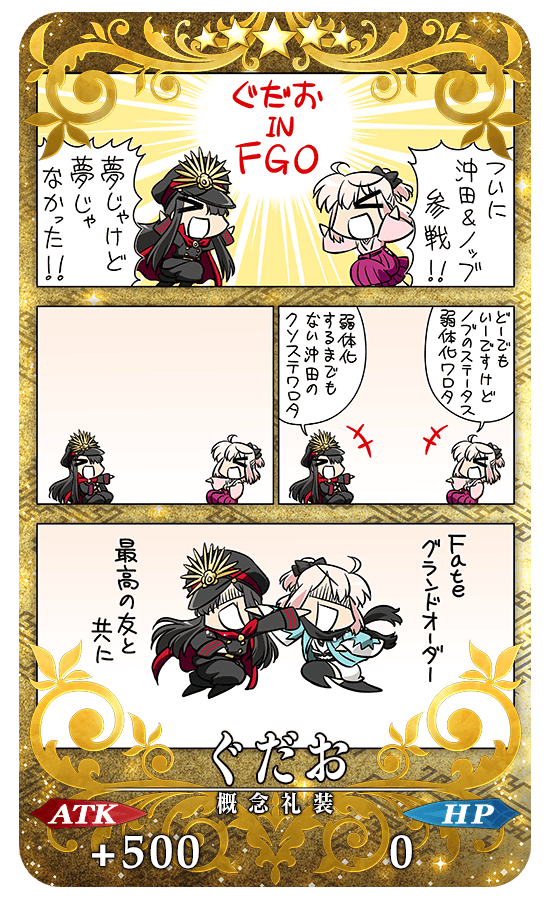 ぐだお
IN
FGO
ついに
沖田&ノッブ
参戦!!
夢じゃけど
夢じゃ
なかった!!
どーでも
いーですけど
ノブのステータス
弱体化ワロタ
弱体化
するまでも
ない沖田の
クソステワロタ
Fate
グランドオーダー
最高の友と
共に
ぐだお
概念礼装
ATK
HP
+500
0